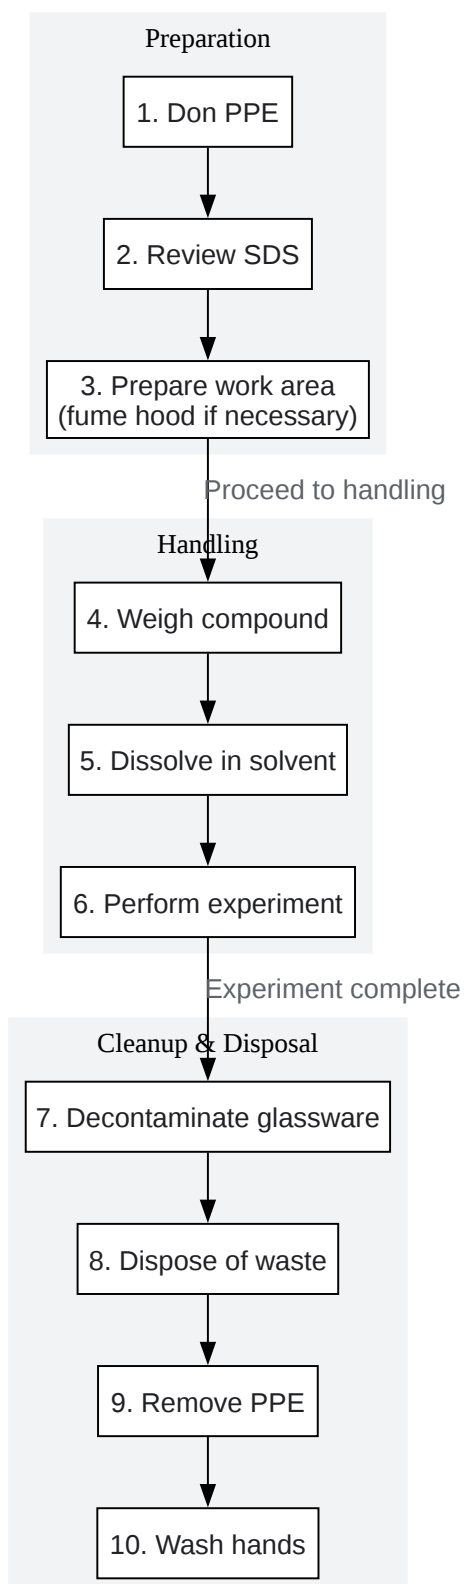 Preparation
1. Don PPE
2. Review SDS
3. Prepare work area
(fume hood if necessary)
Proceed to handling
Handling
4. Weigh compound
5. Dissolve in solvent
6. Perform experiment
Experiment complete
Cleanup & Disposal
7. Decontaminate glassware
8. Dispose of waste
9. Remove PPE
10. Wash hands